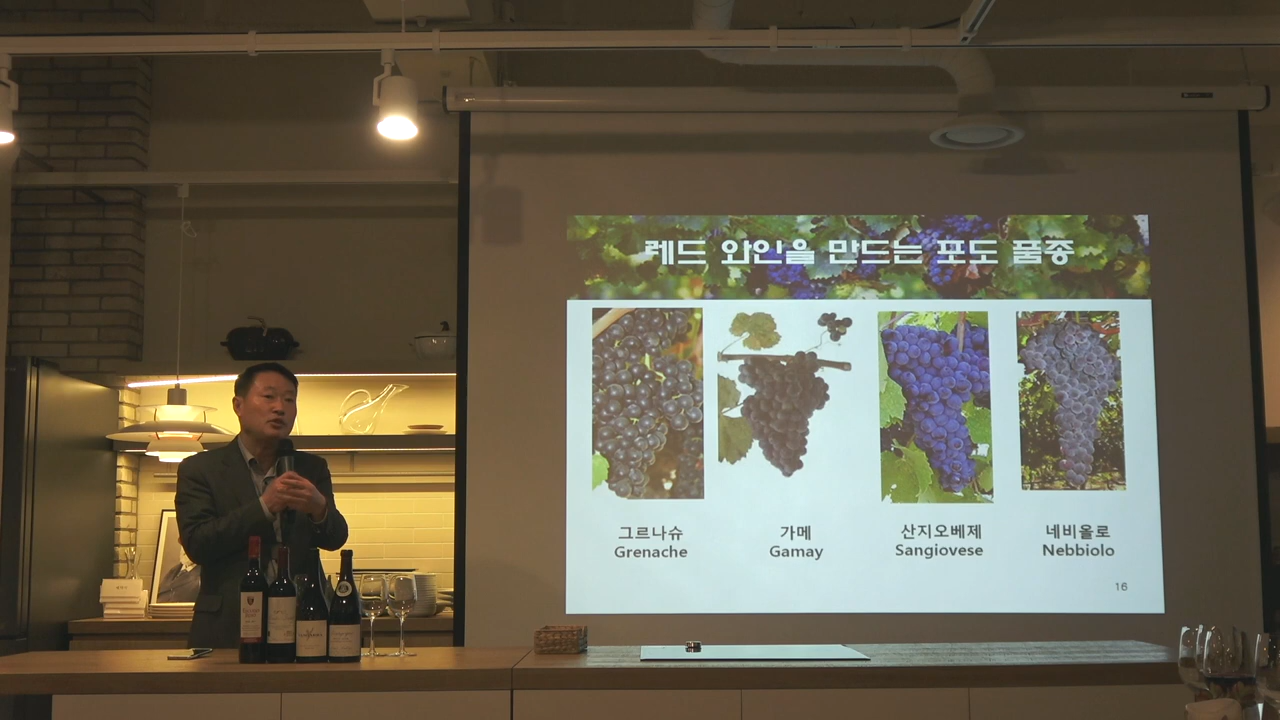 레드 와인을 만드는 포도 품종
그르나슈
Grenache
가메
Gamay
산지오베제
Sangiovese
네비올로
Nebbiolo
16